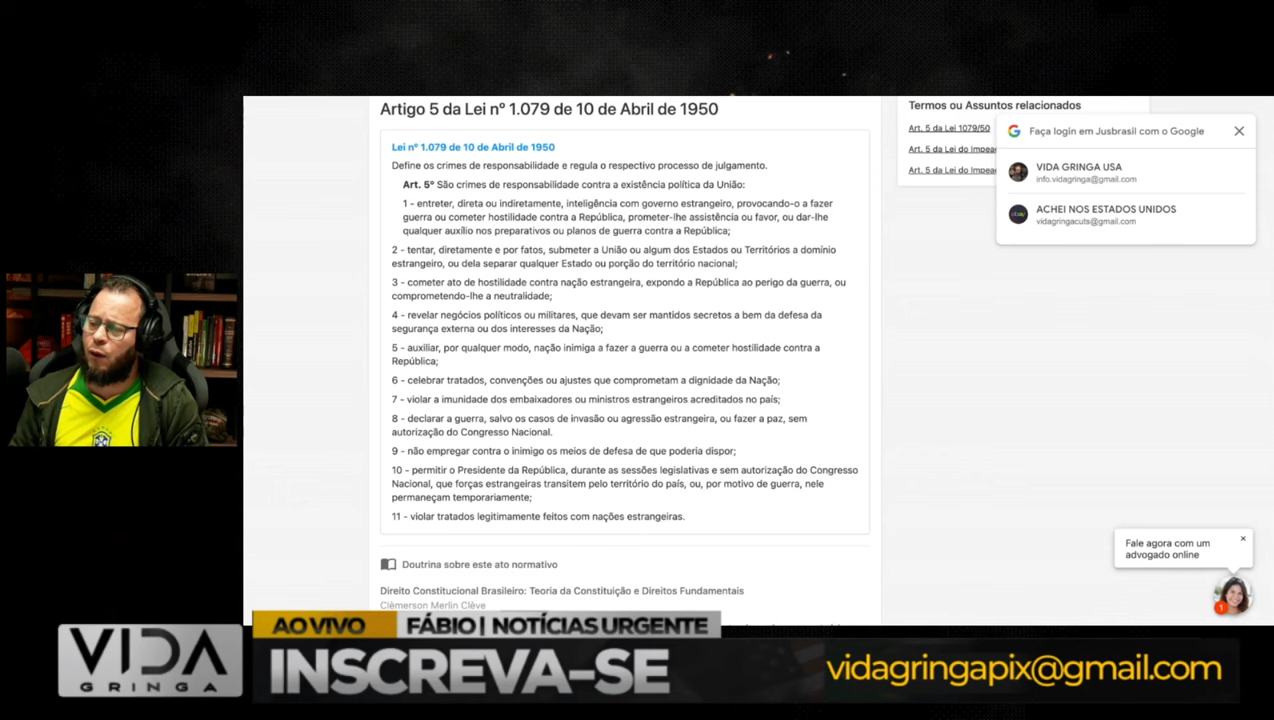 Artigo 5 da Lei nº 1.079 de 10 de Abril de 1950
Lei nº 1.079 de 10 de Abril de 1950
Define os crimes de responsabilidade e regula o respectivo processo de julgamento.
Art. 5º São crimes de responsabilidade contra a existência política da União:
1 - entreter, direta ou indiretamente, inteligência com governo estrangeiro, provocando-o a fazer
guerra ou cometer hostilidade contra a República, prometer-lhe assistência ou favor, ou dar-lhe
qualquer auxílio nos preparativos ou planos de guerra contra a República;
2 - tentar, diretamente e por fatos, submeter a União ou algum dos Estados ou Territórios a domínio
estrangeiro, ou dela separar qualquer Estado ou porção do território nacional;
3 - cometer ato de hostilidade contra nação estrangeira, expondo a República ao perigo da guerra, ou
comprometendo-lhe a neutralidade;
4 - revelar negócios políticos ou militares, que devam ser mantidos secretos a bem da defesa da
segurança externa ou dos interesses da Nação;
5 - auxiliar, por qualquer modo, nação inimiga a fazer a guerra ou a cometer hostilidade contra a
República;
6 - celebrar tratados, convenções ou ajustes que comprometam a dignidade da Nação;
7 - violar a imunidade dos embaixadores ou ministros estrangeiros acreditados no país;
8 - declarar a guerra, salvo os casos de invasão ou agressão estrangeira, ou fazer a paz, sem
autorização do Congresso Nacional.
9 - não empregar contra o inimigo os meios de defesa de que poderia dispor;
10 - permitir o Presidente da República, durante as sessões legislativas e sem autorização do Congresso
Nacional, que forças estrangeiras transitem pelo território do país, ou, por motivo de guerra, nele
permaneçam temporariamente;
11 - violar tratados legitimamente feitos com nações estrangeiras.
Doutrina sobre este ato normativo
Direito Constitucional Brasileiro: Teoria da Constituição e Direitos Fundamentais
Clèmerson Merlin Clève
Termos ou Assuntos relacionados
Art. 5 da Lei 1079/50
Art. 5 da Lei do Impea
Art. 5 da Lei do Impea
Faça login em Jusbrasil com o Google
VIDA GRINGA USA
info.vidagringa@gmail.com
ebay
ACHEI NOS ESTADOS UNIDOS
vidagringacuts@gmail.com
Fale agora com um
advogado online
1
AO VIVO FÁBIO | NOTÍCIAS URGENTE
VIDA
GRINGA
INSCREVA-SE
vidagringapix@gmail.com